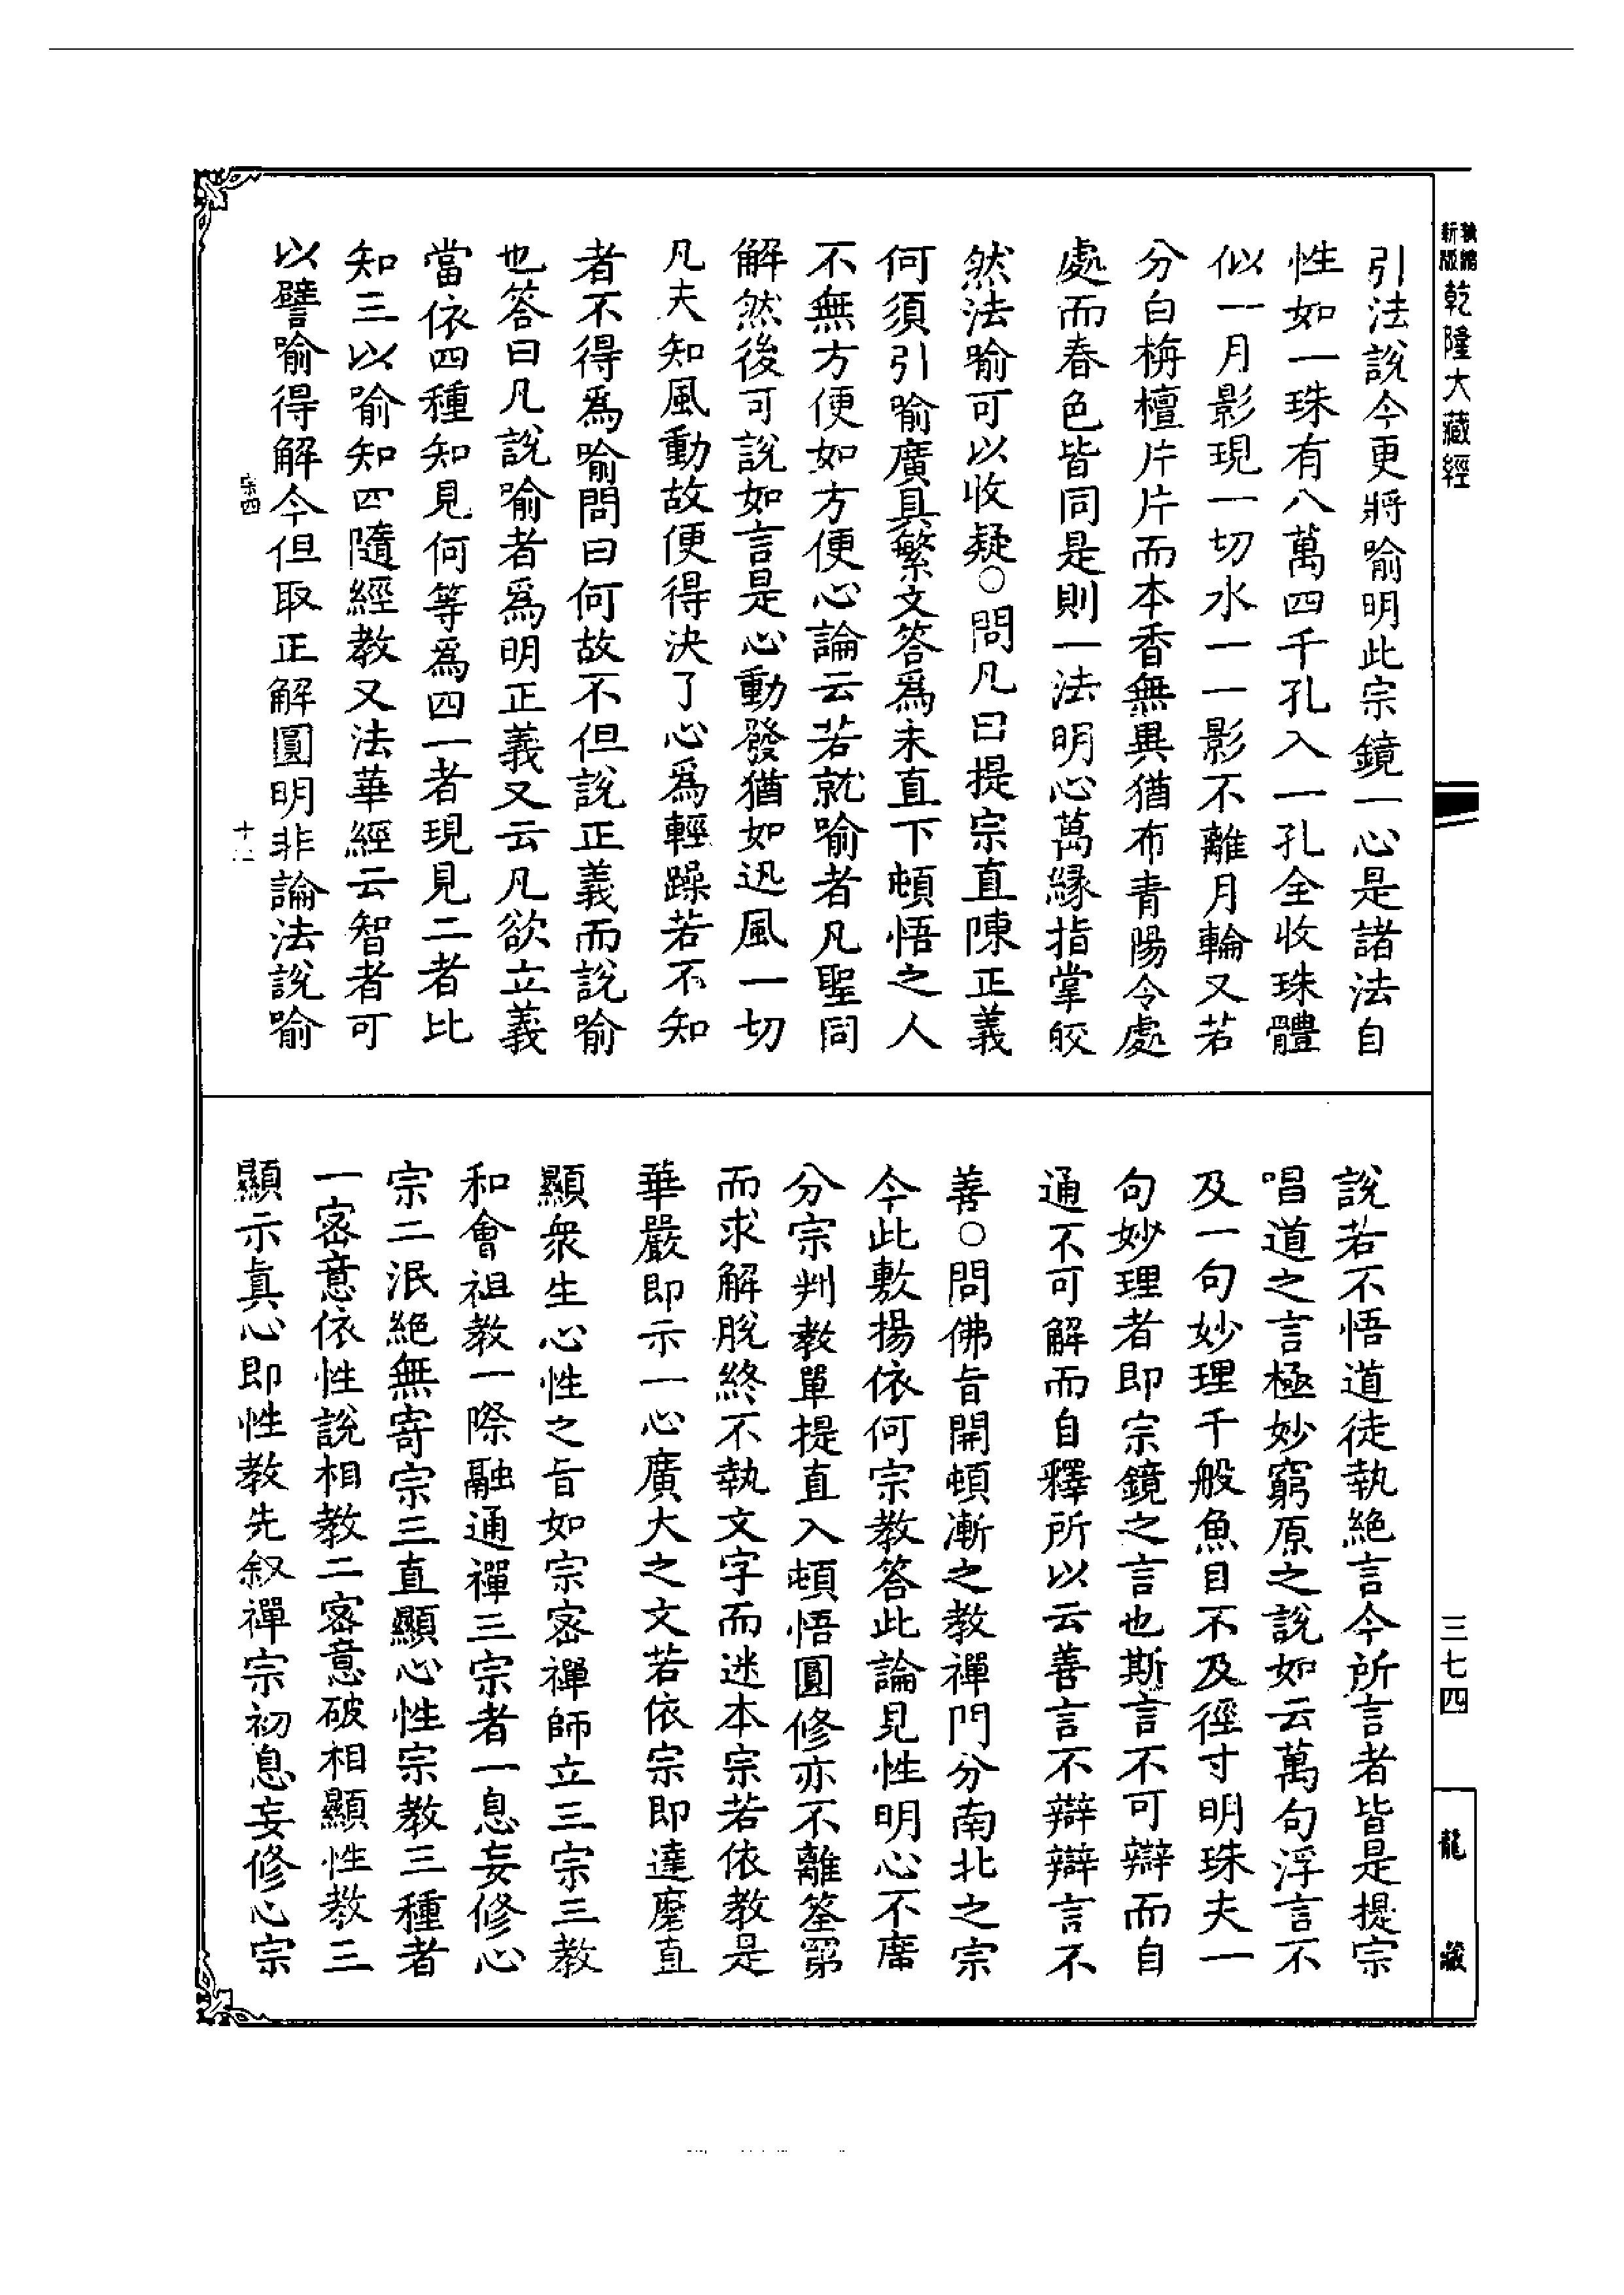 新版
乾隆大藏經
三七四
龍藏
引法說今更將喻明此宗鏡一心是諸法自
性如一珠有八萬四千孔入一孔全收珠體
似一月影現一切水一一影不離月輪又若
分白栴檀片片而本香無異猶布青陽令處
處而春色皆同是則一法明心萬緣指掌皎
然法喻可以收疑○問凡曰提宗直陳正義
何須引喻廣具繁文答爲未直下頓悟之人
不無方便如方便心論云若就喻者凡聖同
解然後可說如言是心動發猶如迅風一切
凡夫知風動故便得決了心爲輕躁若不知
者不得爲喻問曰何故不但說正義而說喻
也答曰凡說喻者爲明正義又云凡欲立義
當依四種知見何等爲四一者現見二者比
知三以喻知四隨經教又法華經云智者可
以譬喻得解今但取正解圓明非論法說喻
宗四
說若不悟道徒執絕言今所言者皆是提宗
唱道之言極妙窮原之說如云萬句浮言不
及一句妙理千般魚目不及徑寸明珠夫一
句妙理者即宗鏡之言也斯言不可辯而自
通不可解而自釋所以云善言不辯辯言不
善○問佛旨開頓漸之教禪門分南北之宗
今此敷揚依何宗教答此論見性明心不廣
分宗判教單提直入頓悟圓修亦不離筌罤
而求解脫終不執文字而迷本宗若依教是
華嚴即示一心廣大之文若依宗即達磨直
顯衆生心性之旨如宗密禪師立三宗三教
和會祖教一際融通禪三宗者一息妄修心
宗二泯絕無寄宗三直顯心性宗教三種者
一密意依性說相教二密意破相顯性教三
顯示真心即性教先叙禪宗初息妄修心宗